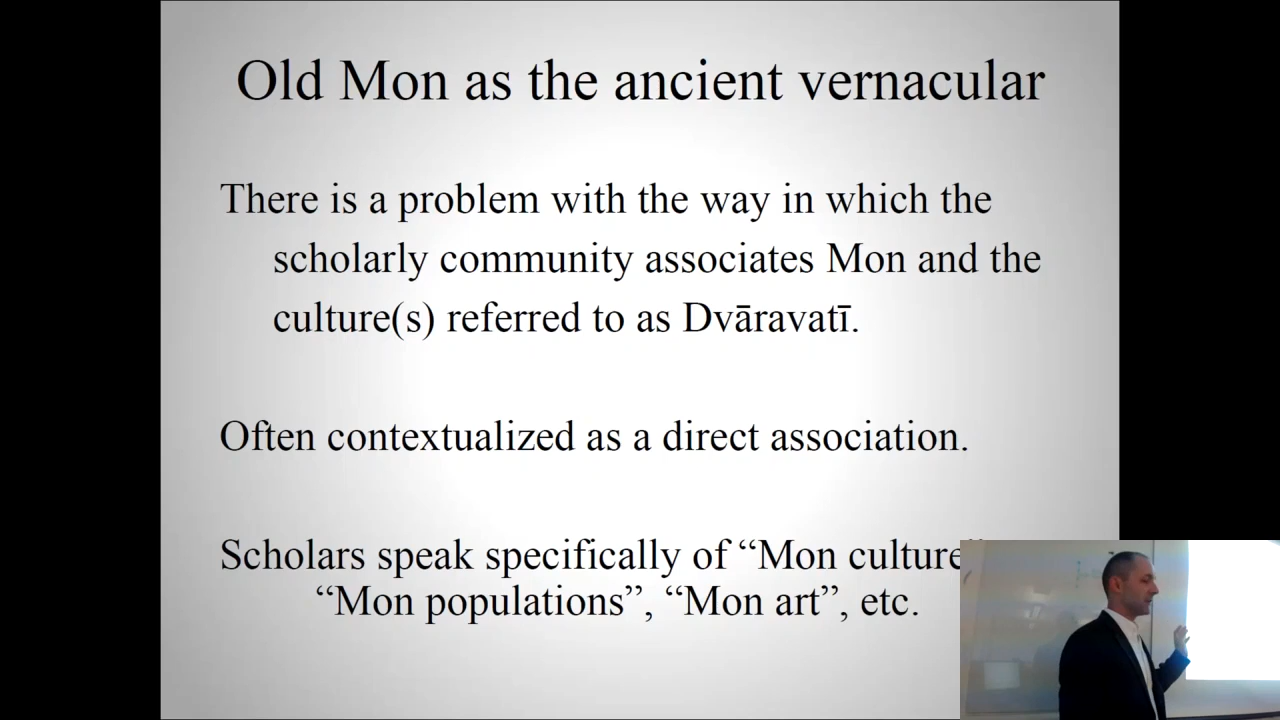 Old Mon as the ancient vernacular
There is a problem with the way in which the
scholarly community associates Mon and the
culture(s) referred to as Dvāravatī.
Often contextualized as a direct association.
Scholars speak specifically of “Mon culture”
“Mon populations”, “Mon art”, etc.